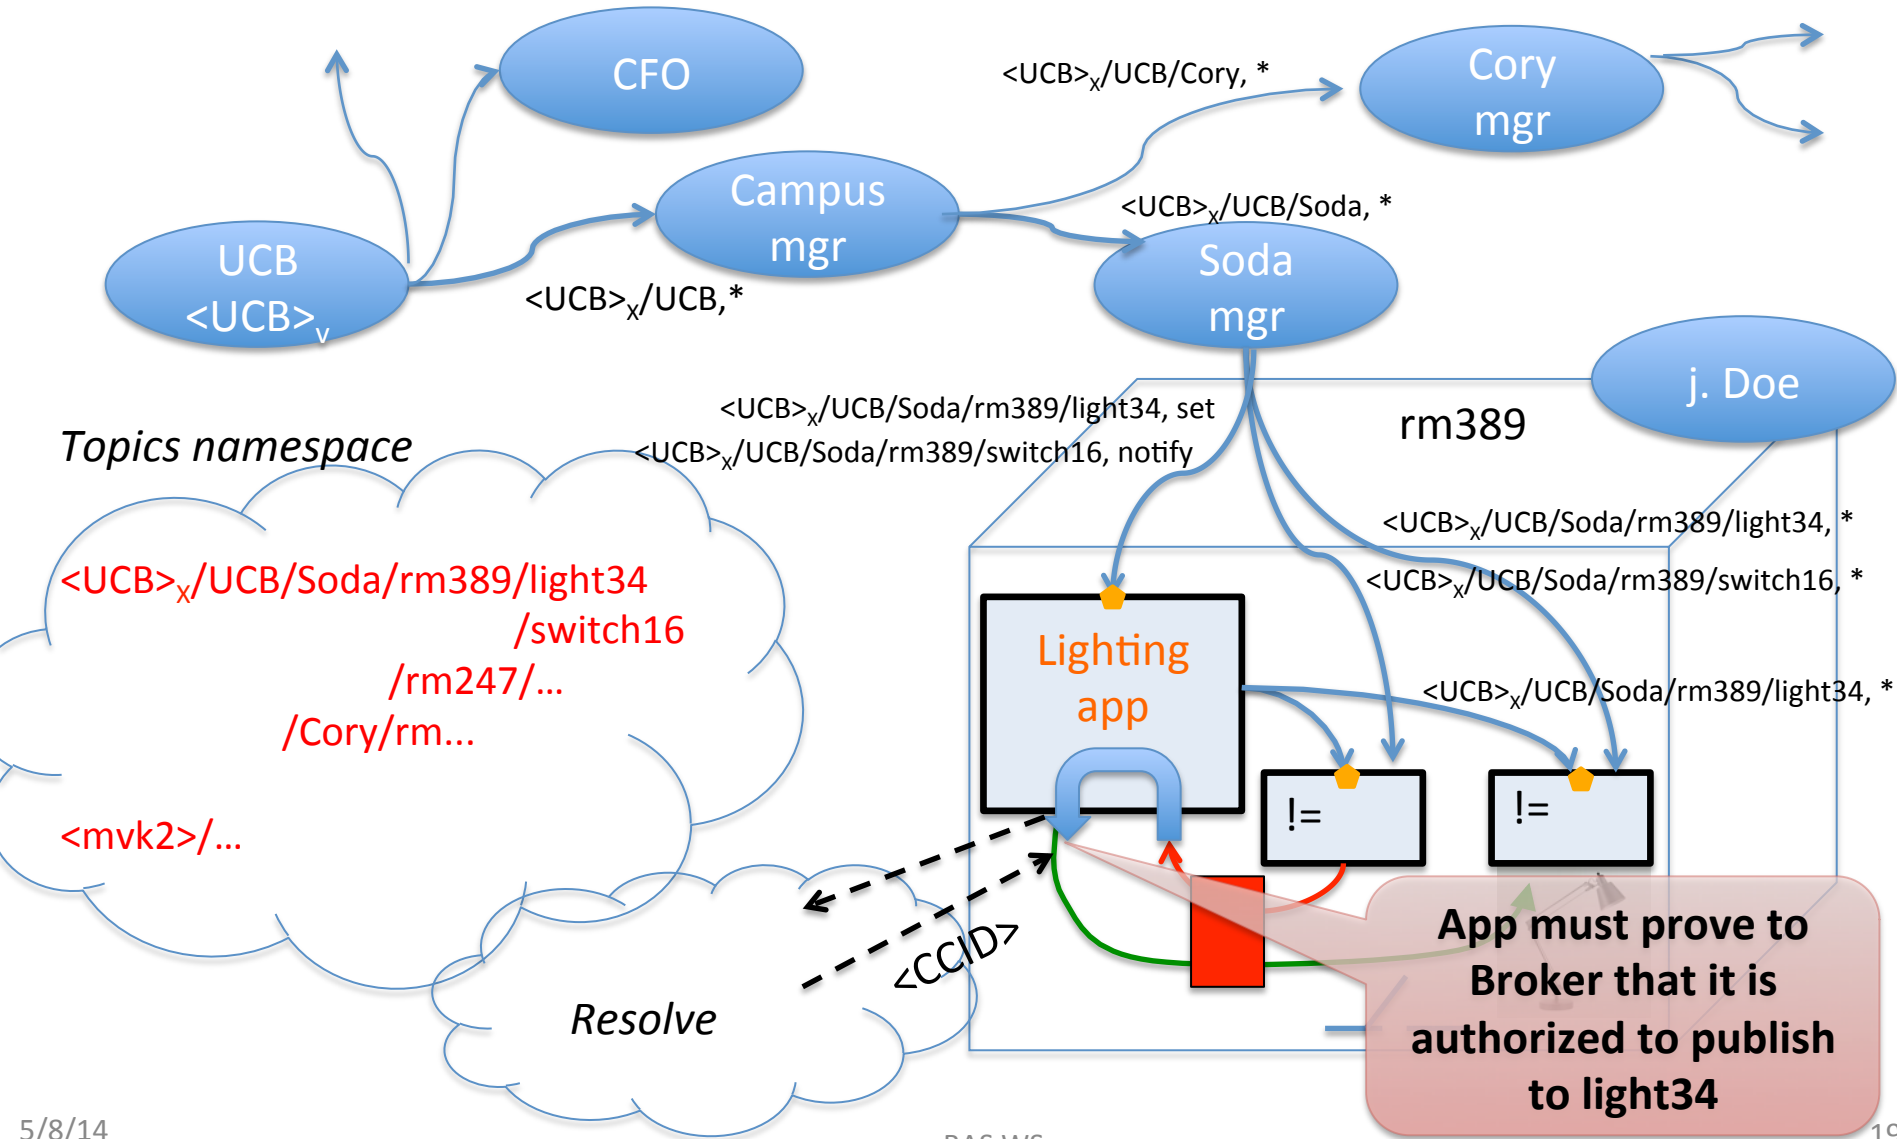 CFO
<UCB>x/UCB/Cory, *
Cory
mgr
Campus
mgr
<UCB>x/UCB/Soda, *
UCB
<UCB>v
<UCB>x/UCB,*
Soda
mgr
j. Doe
<UCB>x/UCB/Soda/rm389/light34, set
<UCB>x/UCB/Soda/rm389/switch16, notify
rm389
Topics namespace
<UCB>x/UCB/Soda/rm389/light34, *
<UCB>x/UCB/Soda/rm389/switch16, *
<UCB>x/UCB/Soda/rm389/light34
/switch16
/rm247/...
/Cory/rm...
<mvk2>/...
Lighting
app
<UCB>x/UCB/Soda/rm389/light34, *
!=
!=
<CCID>
Resolve
App must prove to
Broker that it is
authorized to publish
to light34
5/8/14
BAS WS
19